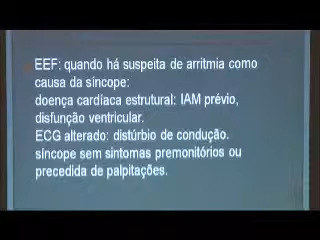 EEF: quando há suspeita de arritmia como
causa da síncope:
doença cardíaca estrutural: IAM prévio,
disfunção ventricular.
ECG alterado: distúrbio de condução.
síncope sem sintomas premonitórios ou
precedida de palpitações.